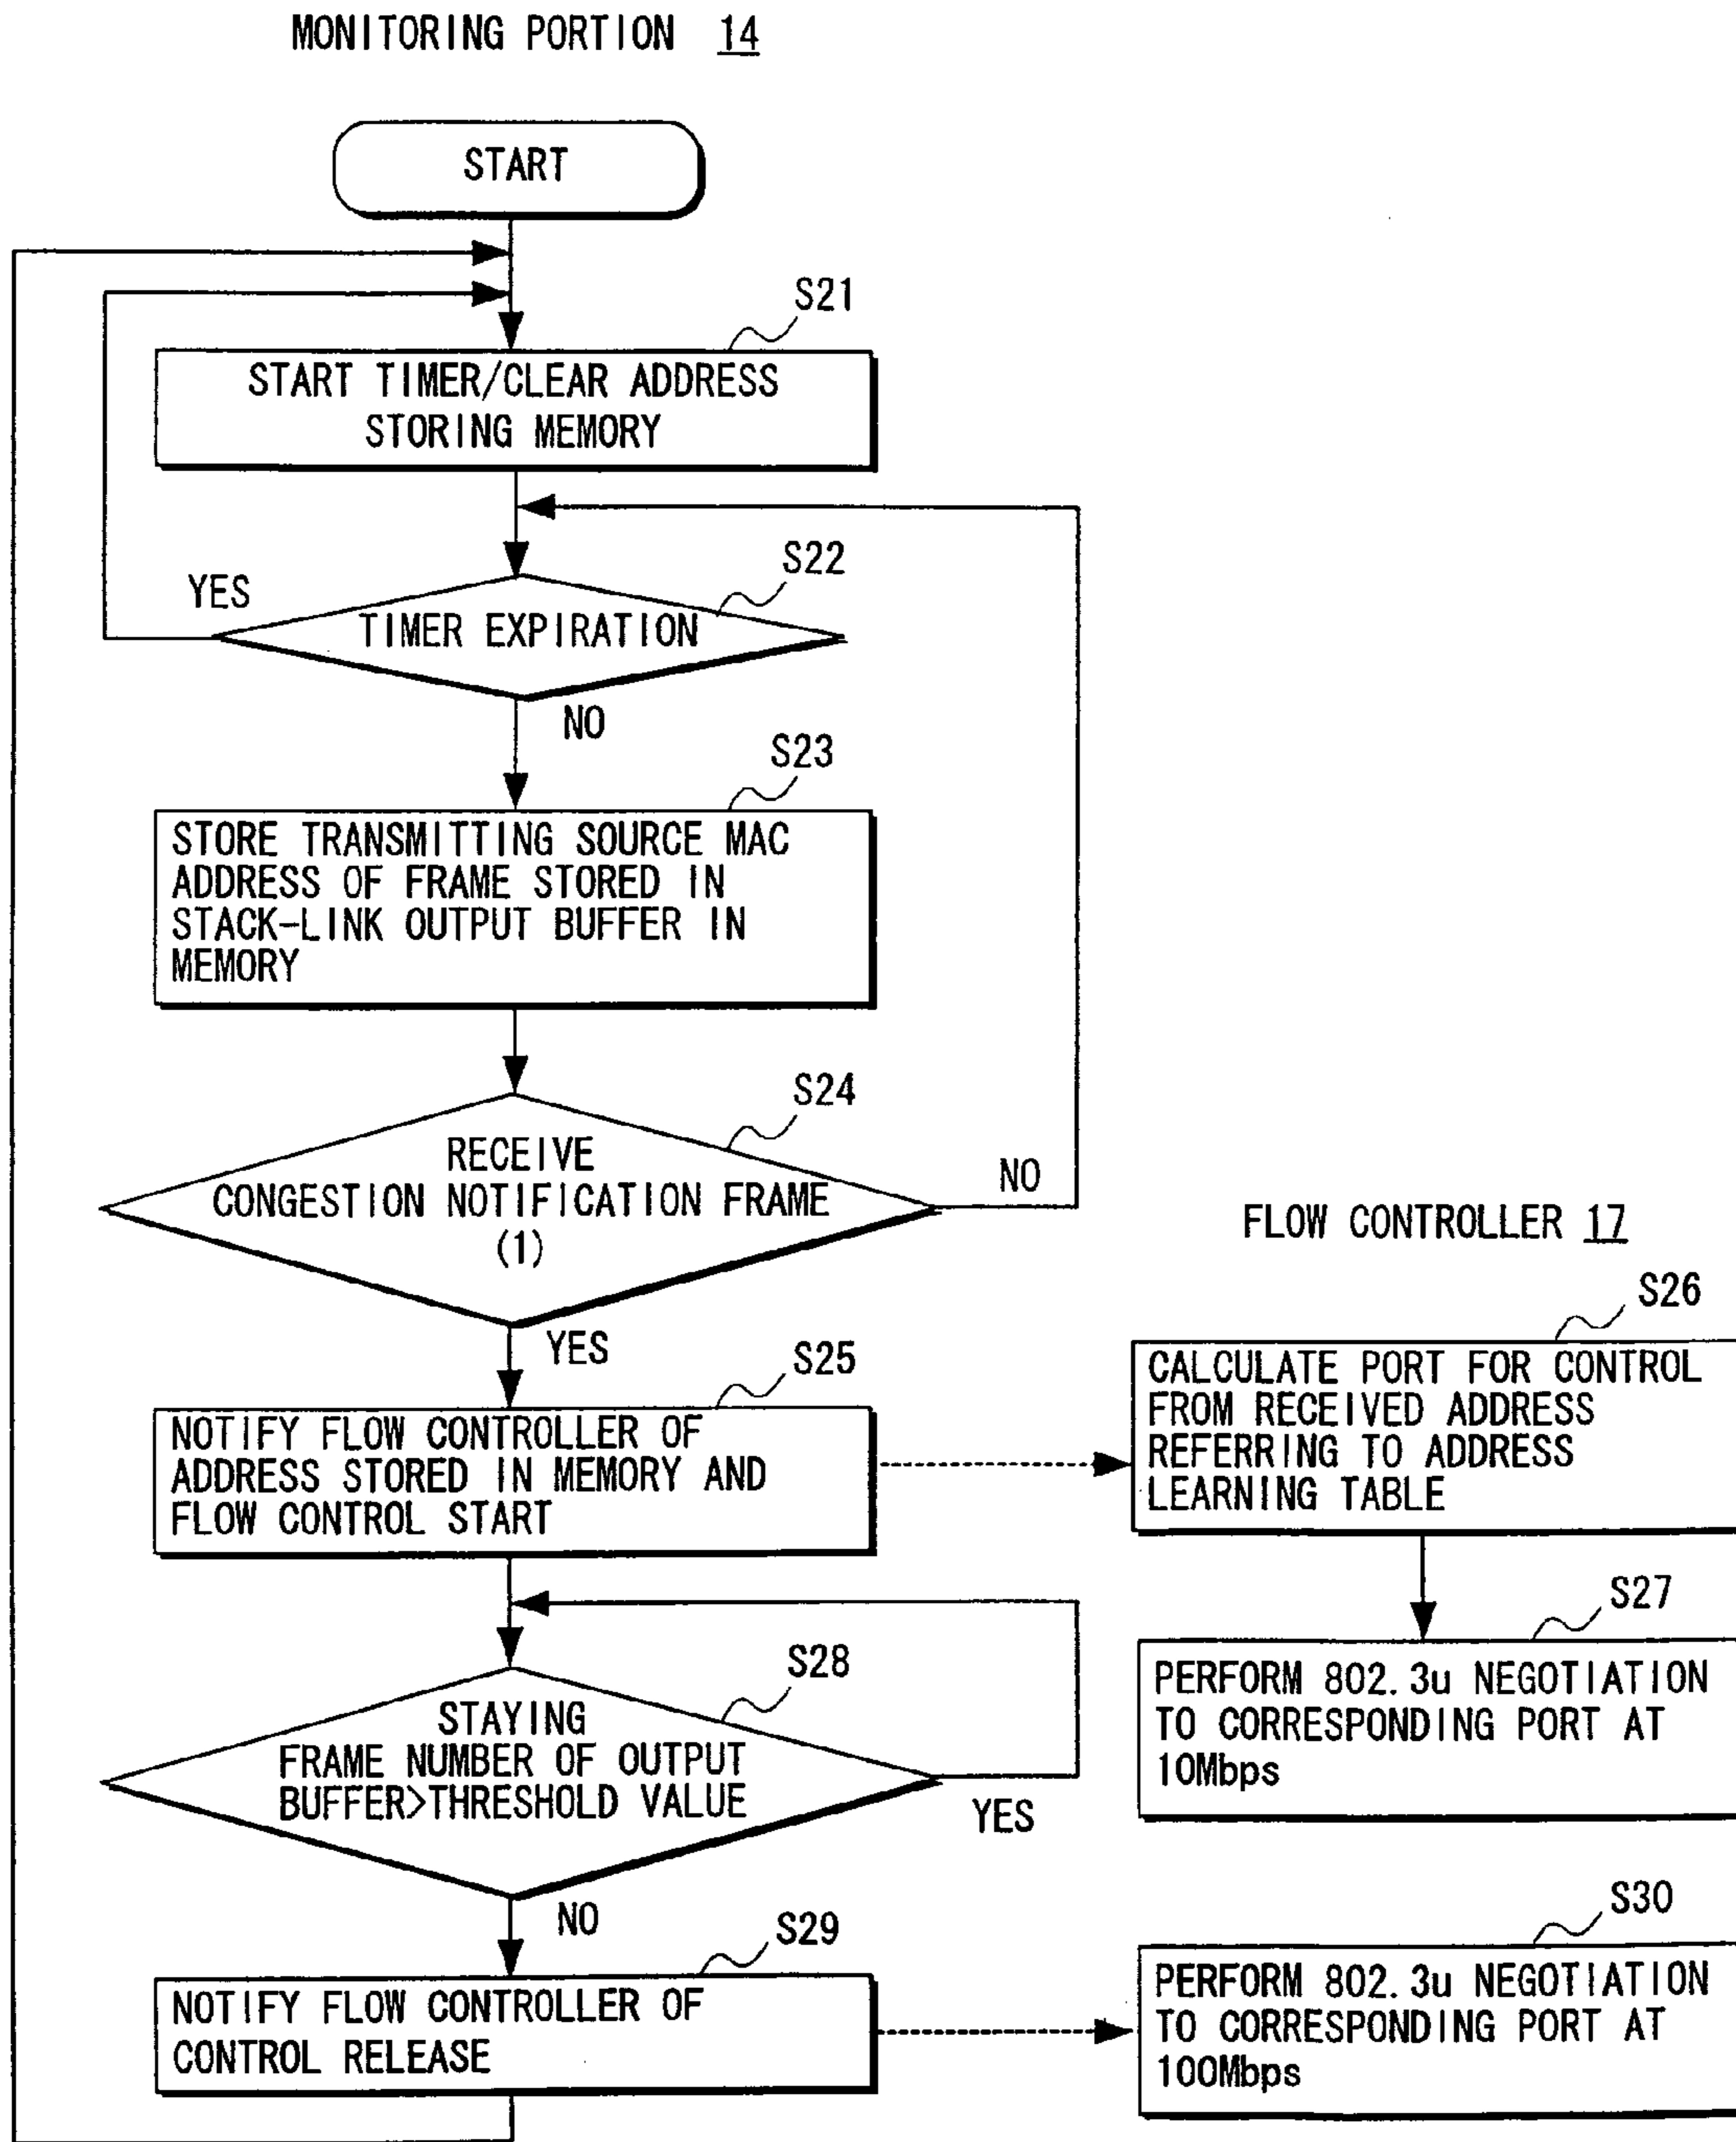 MONITORING PORTION 14
START
S21
START TIMER/CLEAR ADDRESS
STORING MEMORY
S22
YES
TIMER EXPIRATION
NO
S23
STORE TRANSMITTING SOURCE MAC
ADDRESS OF FRAME STORED IN
STACK-LINK OUTPUT BUFFER IN
MEMORY
S24
RECEIVE
CONGESTION NOTIFICATION FRAME
(1)
NO
YES
S25
NOTIFY FLOW CONTROLLER OF
ADDRESS STORED IN MEMORY AND
FLOW CONTROL START
FLOW CONTROLLER 17
S26
CALCULATE PORT FOR CONTROL
FROM RECEIVED ADDRESS
REFERRING TO ADDRESS
LEARNING TABLE
S27
PERFORM 802.3u NEGOTIATION
TO CORRESPONDING PORT AT
10Mbps
S28
STAYING
FRAME NUMBER OF OUTPUT
BUFFER>THRESHOLD VALUE
YES
NO
S29
NOTIFY FLOW CONTROLLER OF
CONTROL RELEASE
S30
PERFORM 802.3u NEGOTIATION
TO CORRESPONDING PORT AT
100Mbps